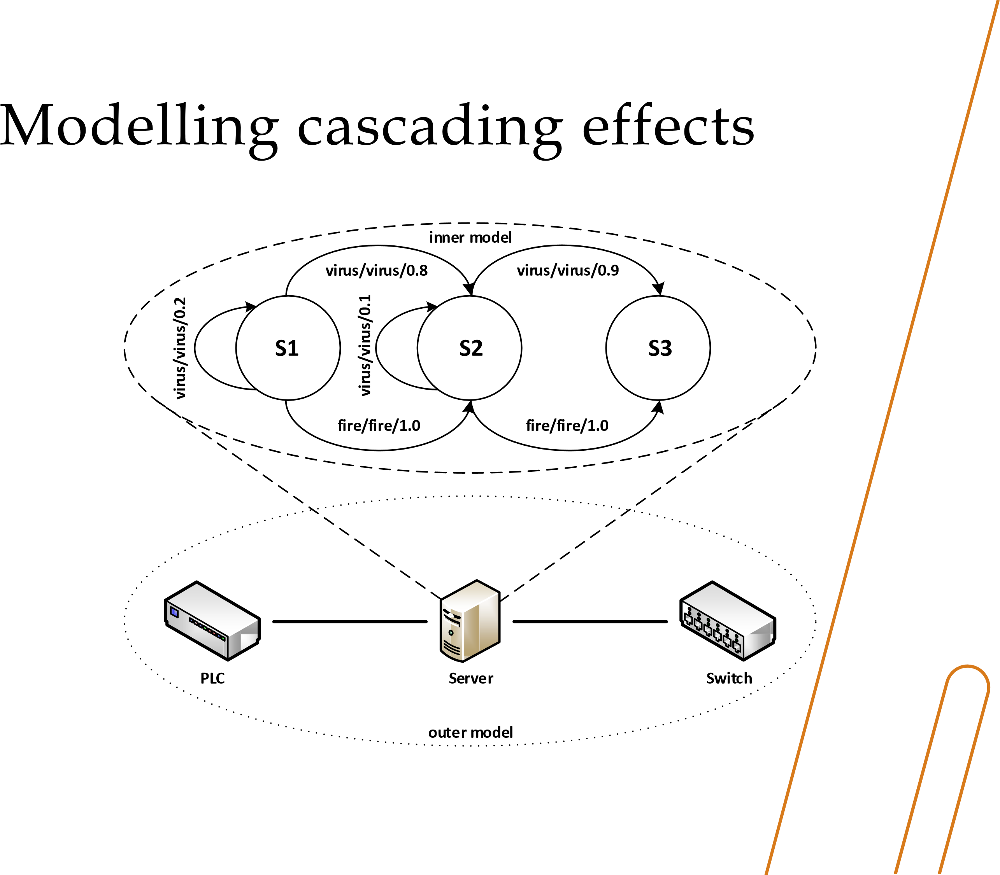 Modelling cascading effects
inner model
virus/virus/0.8
virus/virus/0.9
virus/virus/0.2
virus/virus/0.1
S1
S2
S3
fire/fire/1.0
fire/fire/1.0
PLC
Server
Switch
outer model